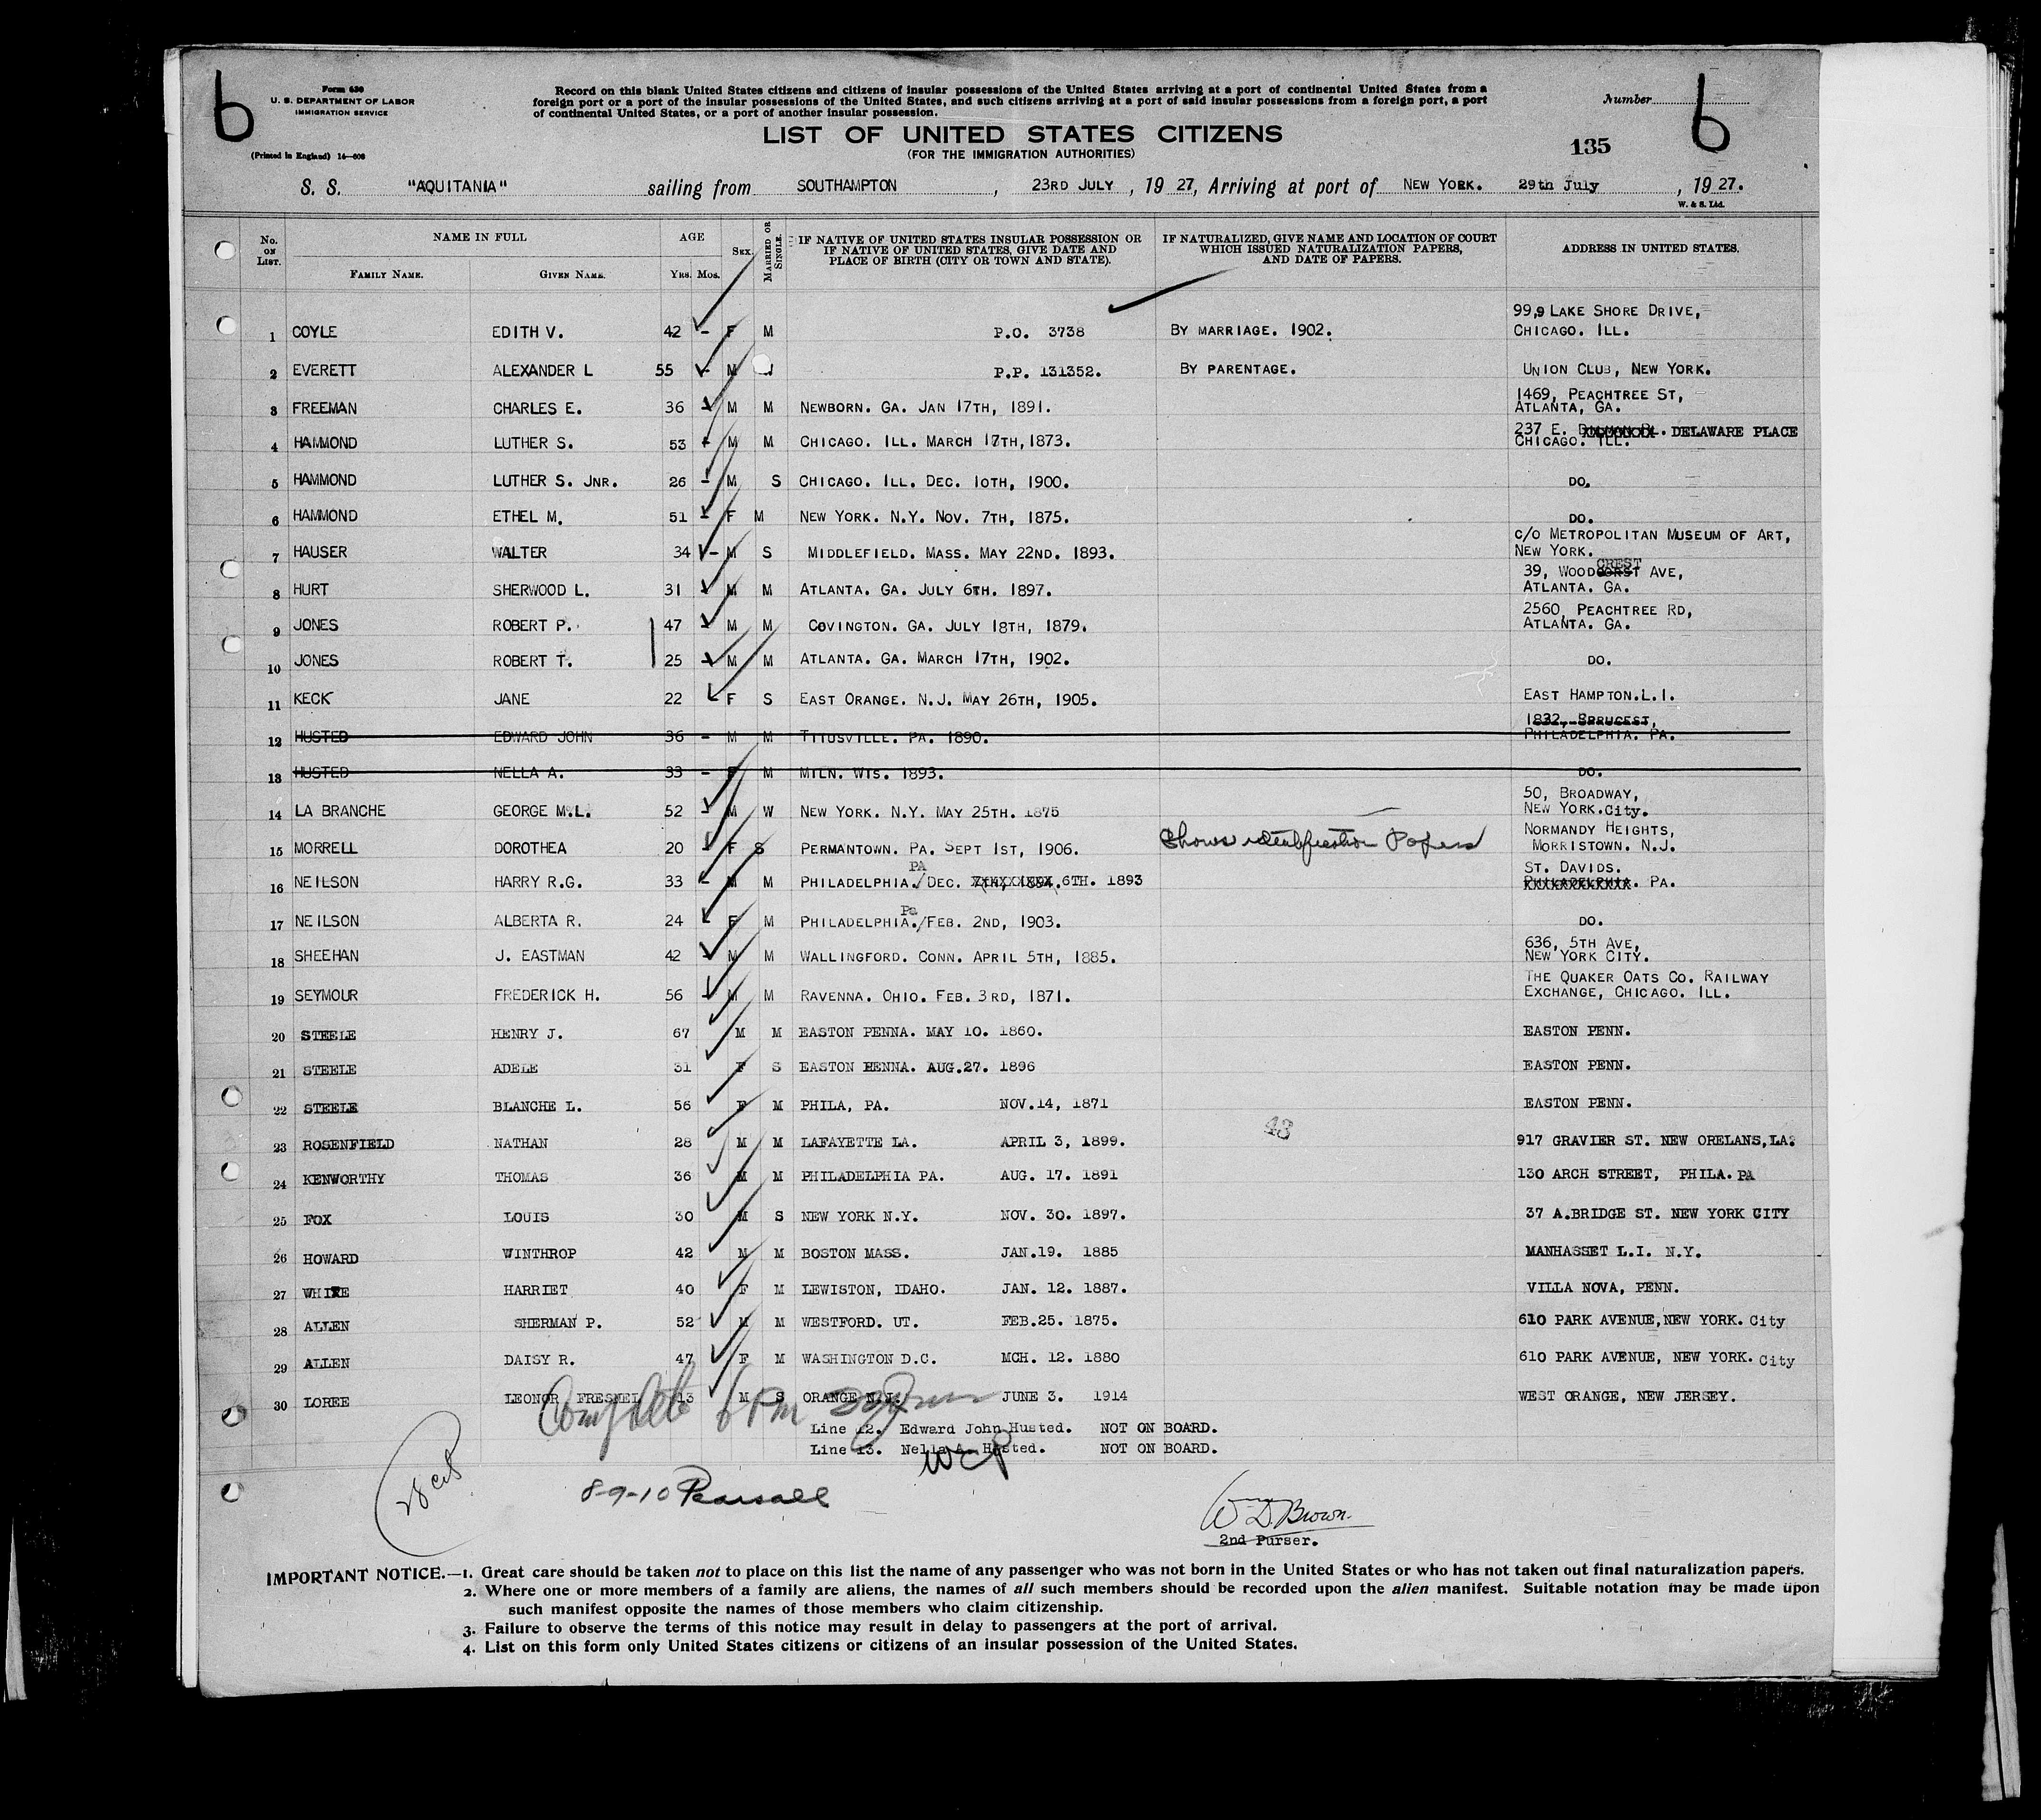 b
Form 630
U. S. DEPARTMENT OF LABOR
IMMIGRATION SERVICE
(Printed in England) 14—608
Record on this blank United States citizens and citizens of insular possessions of the United States arriving at a port of continental United States from a
foreign port or a port of the insular possessions of the United States, and such citizens arriving at a port of said insular possessions from a foreign port, a port
of continental United States, or a port of another insular possession.
LIST OF UNITED STATES CITIZENS
(FOR THE IMMIGRATION AUTHORITIES)
Number
b
135
S. S. "AQUITANIA" sailing from SOUTHAMPTON, 23RD JULY, 19 27, Arriving at port of NEW YORK. 29th July, 19 27.
W. & S. Ltd.
No. ON LIST. NAME IN FULL FAMILY NAME. GIVEN NAME. AGE YRS. MOS. SEX. MARRIED OR SINGLE. IF NATIVE OF UNITED STATES INSULAR POSSESSION OR IF NATIVE OF UNITED STATES, GIVE DATE AND PLACE OF BIRTH (CITY OR TOWN AND STATE). IF NATURALIZED, GIVE NAME AND LOCATION OF COURT WHICH ISSUED NATURALIZATION PAPERS, AND DATE OF PAPERS. ADDRESS IN UNITED STATES.
1 COYLE EDITH V. 42 - F M P.O. 3738 BY MARRIAGE. 1902. 99,9 LAKE SHORE DRIVE, CHICAGO. ILL.
2 EVERETT ALEXANDER L 55 - M P.P. 131352. BY PARENTAGE. UNION CLUB, NEW YORK.
3 FREEMAN CHARLES E. 36 - M M NEWBORN. GA. JAN 17TH, 1891. 1469, PEACHTREE ST, ATLANTA, GA.
4 HAMMOND LUTHER S. 53 - M M CHICAGO. ILL. MARCH 17TH, 1873. 237 E. DELAWARE PLACE CHICAGO. ILL.
5 HAMMOND LUTHER S. JNR. 26 - M S CHICAGO. ILL. DEC. 10TH, 1900. DO.
6 HAMMOND ETHEL M. 51 - F M NEW YORK. N.Y. NOV. 7TH, 1875. DO.
7 HAUSER WALTER 34 - M S MIDDLEFIELD. MASS. MAY 22ND. 1893. C/O METROPOLITAN MUSEUM OF ART, NEW YORK.
8 HURT SHERWOOD L. 31 - M M ATLANTA. GA. JULY 6TH. 1897. 39, WOODCREST AVE, ATLANTA. GA.
9 JONES ROBERT P. 47 - M M COVINGTON. GA. JULY 18TH, 1879. 2560, PEACHTREE RD, ATLANTA. GA.
10 JONES ROBERT T. 25 - M M ATLANTA. GA. MARCH 17TH, 1902. DO.
11 KECK JANE 22 F S EAST ORANGE. N.J. MAY 26TH, 1905. EAST HAMPTON.L.I.
12 HUSTED EDWARD JOHN 36 - M M TITUSVILLE. PA. 1890. 1832, SPRUCEST, PHILADELPHIA. PA.
13 HUSTED NELLA A. 33 - F M MILN. WIS. 1893. DO.
14 LA BRANCHE GEORGE M.L. 52 - M W NEW YORK. N.Y. MAY 25TH. 1875 50, BROADWAY, NEW YORK.City.
15 MORRELL DOROTHEA 20 - F S PERMANTOWN. PA. SEPT 1ST, 1906. Shows identification Papers NORMANDY HEIGHTS, MORRISTOWN. N.J.
16 NEILSON HARRY R.G. 33 - M M PHILADELPHIA. PA / DEC. 7TH, 1894. 6TH. 1893 ST. DAVIDS. PHILADELPHIA. PA.
17 NEILSON ALBERTA R. 24 - F M PHILADELPHIA. Pa / FEB. 2ND, 1903. DO.
18 SHEEHAN J. EASTMAN 42 - M M WALLINGFORD. CONN. APRIL 5TH, 1885. 636, 5TH AVE, NEW YORK CITY.
19 SEYMOUR FREDERICK H. 56 - M M RAVENNA. OHIO. FEB. 3RD, 1871. THE QUAKER OATS CO. RAILWAY EXCHANGE, CHICAGO. ILL.
20 STEELE HENRY J. 67 M M EASTON PENNA. MAY 10. 1860. EASTON PENN.
21 STEELE ADELE 31 F S EASTON HENNA. AUG.27. 1896 EASTON PENN.
22 STEELE BLANCHE L. 56 F M PHILA, PA. NOV.14, 1871 EASTON PENN.
43
23 ROSENFIELD NATHAN 28 M M LAFAYETTE LA. APRIL 3, 1899. 917 GRAVIER ST. NEW ORELANS,LA.
24 KENWORTHY THOMAS 36 M M PHILADELPHIA PA. AUG. 17. 1891 130 ARCH STREET, PHILA. PA
25 FOX LOUIS 30 M S NEW YORK N.Y. NOV. 30. 1897. 37 A.BRIDGE ST. NEW YORK CITY
26 HOWARD WINTHROP 42 M M BOSTON MASS. JAN.19. 1885 MANHASSET L.I. N.Y.
27 WHITE HARRIET 40 F M LEWISTON, IDAHO. JAN. 12. 1887. VILLA NOVA, PENN.
28 ALLEN SHERMAN P. 52 M M WESTFORD. UT. FEB.25. 1875. 610 PARK AVENUE,NEW YORK. City
29 ALLEN DAISY R. 47 F M WASHINGTON D.C. MCH. 12. 1880 610 PARK AVENUE, NEW YORK. City
30 LOREE LEONOR FRESNEL 13 M S ORANGE N.J. JUNE 3. 1914 WEST ORANGE, NEW JERSEY.
Complete 6 PM
Line 12. Edward John Husted. NOT ON BOARD.
Line 13. Nella A. Husted. NOT ON BOARD.
WCP
28 cit
8-9-10 Pearsall
W D. Brown.
2nd Purser.
IMPORTANT NOTICE.—1. Great care should be taken not to place on this list the name of any passenger who was not born in the United States or who has not taken out final naturalization papers.
2. Where one or more members of a family are aliens, the names of all such members should be recorded upon the alien manifest. Suitable notation may be made upon
such manifest opposite the names of those members who claim citizenship.
3. Failure to observe the terms of this notice may result in delay to passengers at the port of arrival.
4. List on this form only United States citizens or citizens of an insular possession of the United States.